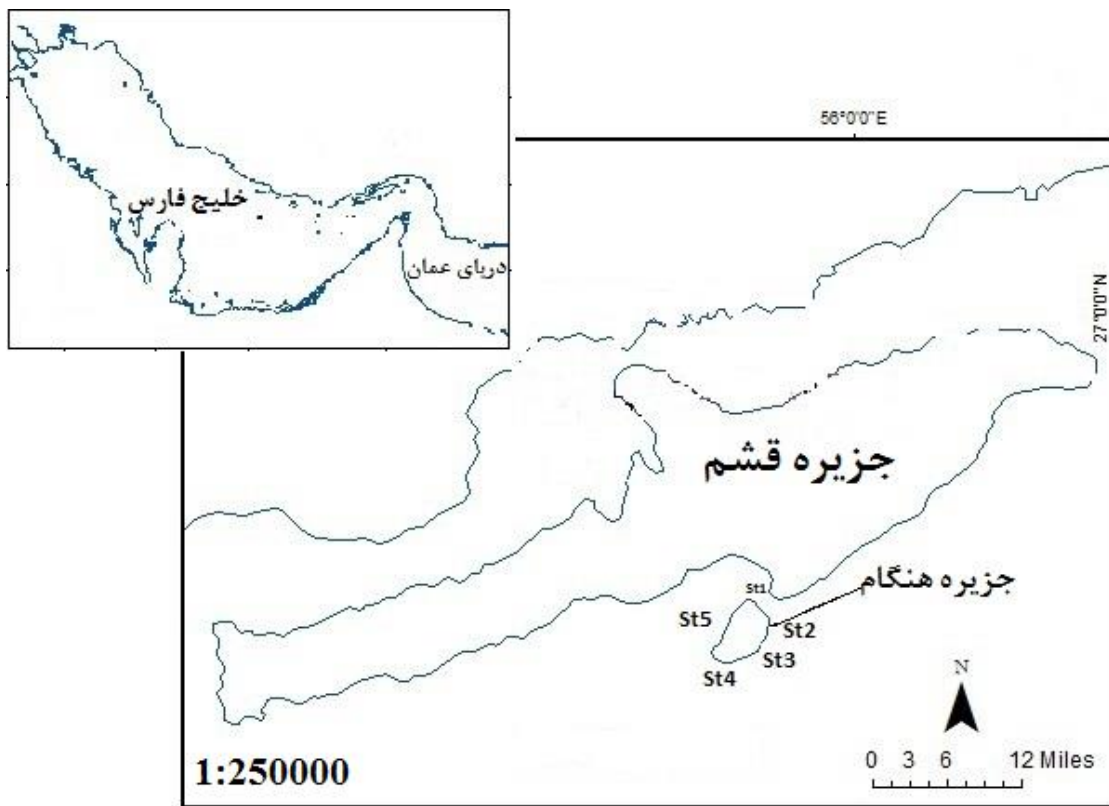 خلیج فارس
دریای عمان
56°0'0"E
27°0'0"N
جزیره قشم
جزیره هنگام
St1
St5
St2
St3
St4
N
1:250000
0 3 6 12 Miles